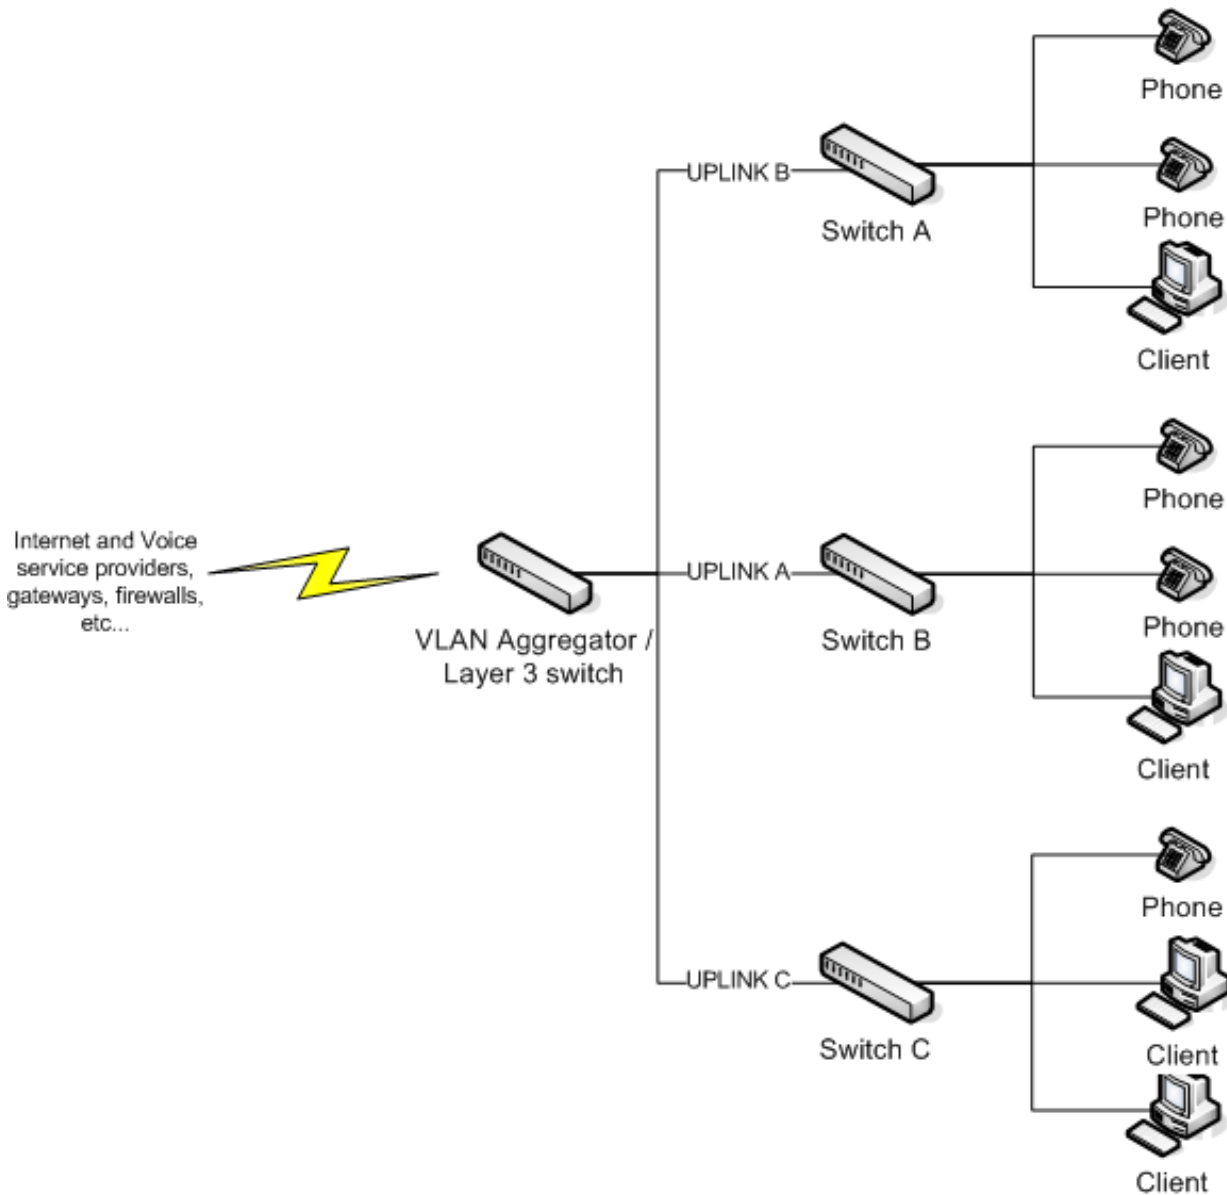 Phone
UPLINK B
Phone
Switch A
Client
Phone
Internet and Voice
service providers,
gateways, firewalls,
etc...
UPLINK A
VLAN Aggregator /
Layer 3 switch
Switch B
Phone
Client
Phone
UPLINK C
Switch C
Client
Client